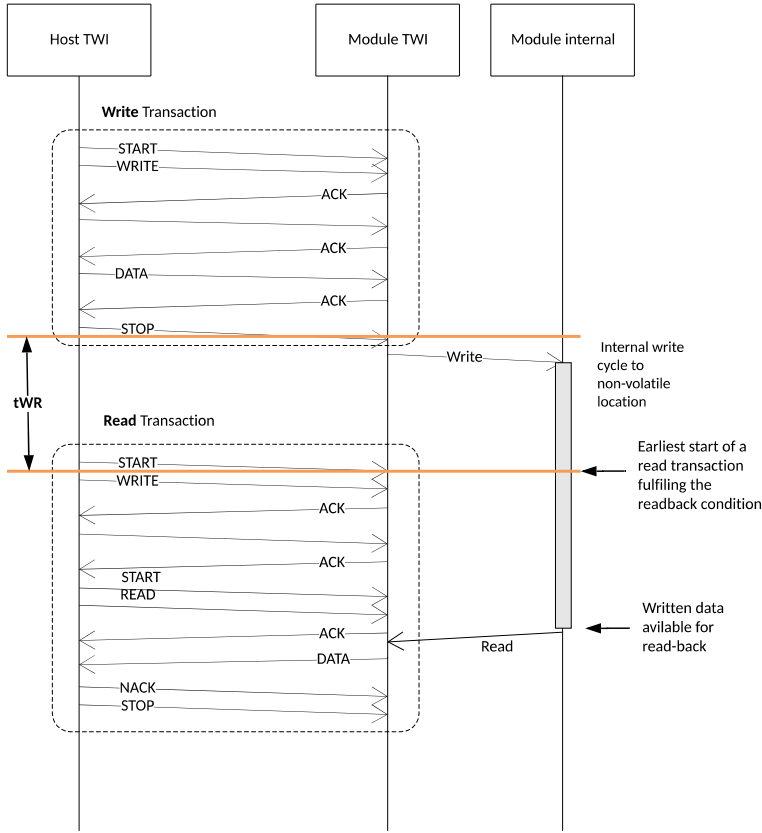 Host TWI
Module TWI
Module internal
Write Transaction
START
WRITE
ACK
ACK
DATA
ACK
STOP
Write
Internal write
cycle to
non-volatile
location
tWR
Read Transaction
Earliest start of a
read transaction
fulfiling the
readback condition
START
WRITE
ACK
ACK
START
READ
ACK
Read
Written data
avilable for
read-back
DATA
NACK
STOP